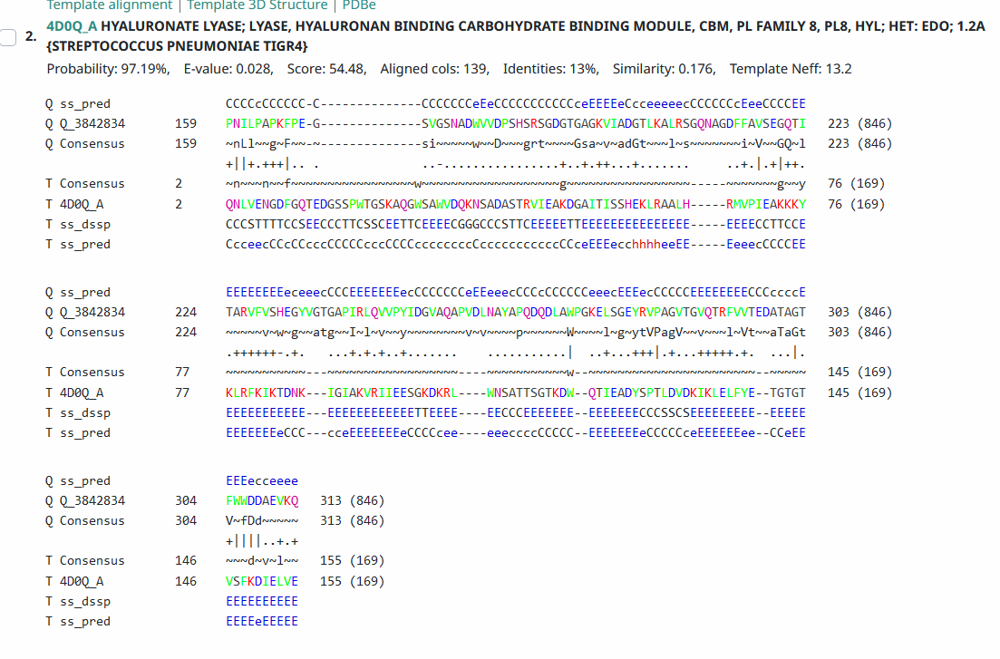 Template alignment | Template 3D Structure | PDBe
2. 4D0Q_A HYALURONATE LYASE; LYASE, HYALURONAN BINDING CARBOHYDRATE BINDING MODULE, CBM, PL FAMILY 8, PL8, HYL; HET: EDO; 1.2A
{STREPTOCOCCUS PNEUMONIAE TIGR4}
Probability: 97.19%, E-value: 0.028, Score: 54.48, Aligned cols: 139, Identities: 13%, Similarity: 0.176, Template Neff: 13.2
Q ss_pred CCCCcCCCCCC-C--------------CCCCCCCeEeCCCCCCCCCCCceEEEEeEcCcceeeeecCCCCCCcEeeCCCCEE
Q Q_3842834 159 PNILPAPKFPE-G--------------SVGSNADWVVDPSHSRSGDGTGAGKVIADGTLKALRSGQNAGDFFAVSEGQTI 223 (846)
Q Consensus 159 ~nLl~~g~F~~-~--------------si~~~~~w~~D~~~grt~~~~Gsa~v~adGt~~~l~s~~~~~~~~i~V~~GQ~l 223 (846)
+||+.+++|.. . ..-................+..+.++...+....... ..+.|.+|++.
T Consensus 2 ~n~~~n~~f~~~~~~~~~~~~~~~~~w~~~~~~~~~~~~~~~~~~g~~~~~~~~~~~~~~~~~-----~~~~~~~g~~y 76 (169)
T 4D0Q_A 2 QNLVENGDFGQTEDGSSPWTGSKAQGWSAWVDQKNSADASTRVIEAKDGAITISSHEKLRAALH-----RMVPIEAKKKY 76 (169)
T ss_dssp CCCSTTTTCCSEECCCTTCSSCEETTCEEEECGGGCCCSTTCEEEEEETTEEEEEEEEEEEEEE-----EEEECCTTCCE
T ss_pred CcceecCCcCCcccCCCCCcccCCCCccccccccCccccccccccCCceEEEecchhhheeEE-----EeeecCCCCEE
Q ss_pred EEEEEEEEeceeecCCCEEEEEEEecCCCCCCCeEEeeecCCCcCCCCCCeeecEEEecCCCCCEEEEEEEECCCccccE
Q Q_3842834 224 TARVFVSHEGYVGTGAPIRLQVVPYIDGVAQAPVDLNAYAPQDQDLAWPGKELSGEYRVPAGVTGVQTRFVVTEDATAGT 303 (846)
Q Consensus 224 ~~~~~v~w~g~~atg~~I~l~v~~y~~~~~~~~~v~v~~~~p~~~~~~W~~~~l~g~ytVPagV~~v~~~l~Vt~~aTaGt 303 (846)
.++++++-.+. ...+.+.+.+....... ............| ..+..+++|.+...+++++.+. ...|.
T Consensus 77 ~~~~~~~~~~~---~~~~~~~~~~~~~~~~~~----~~~~~~~~~~~w--~~~~~~~~~~~~~~~~~~~~~~~--~~~~~ 145 (169)
T 4D0Q_A 77 KLRFKIKTDNK---IGIAKVRIIEESGKDKRL----WNSATTSGTKDW--QTIEADYSPTLDVDKIKLELFYE--TGTGT 145 (169)
T ss_dssp EEEEEEEEEEE---EEEEEEEEEEEETTEEEE----EECCCEEEEEEE--EEEEEEECCCSSCSEEEEEEEEE--EEEEE
T ss_pred EEEEEEEeCCC---cceEEEEEEEeCCCCcee----eeeccccCCCCC--EEEEEEEeCCCCCceEEEEEEee--CCeEE
Q ss_pred EEEecceeee
Q Q_3842834 304 FWWDDAEVKQ 313 (846)
Q Consensus 304 V~fDd~~~~~ 313 (846)
+||||..+.+
T Consensus 146 ~~~d~v~l~~ 155 (169)
T 4D0Q_A 146 VSFKDIELVE 155 (169)
T ss_dssp EEEEEEEEEE
T ss_pred EEEEeEEEEE